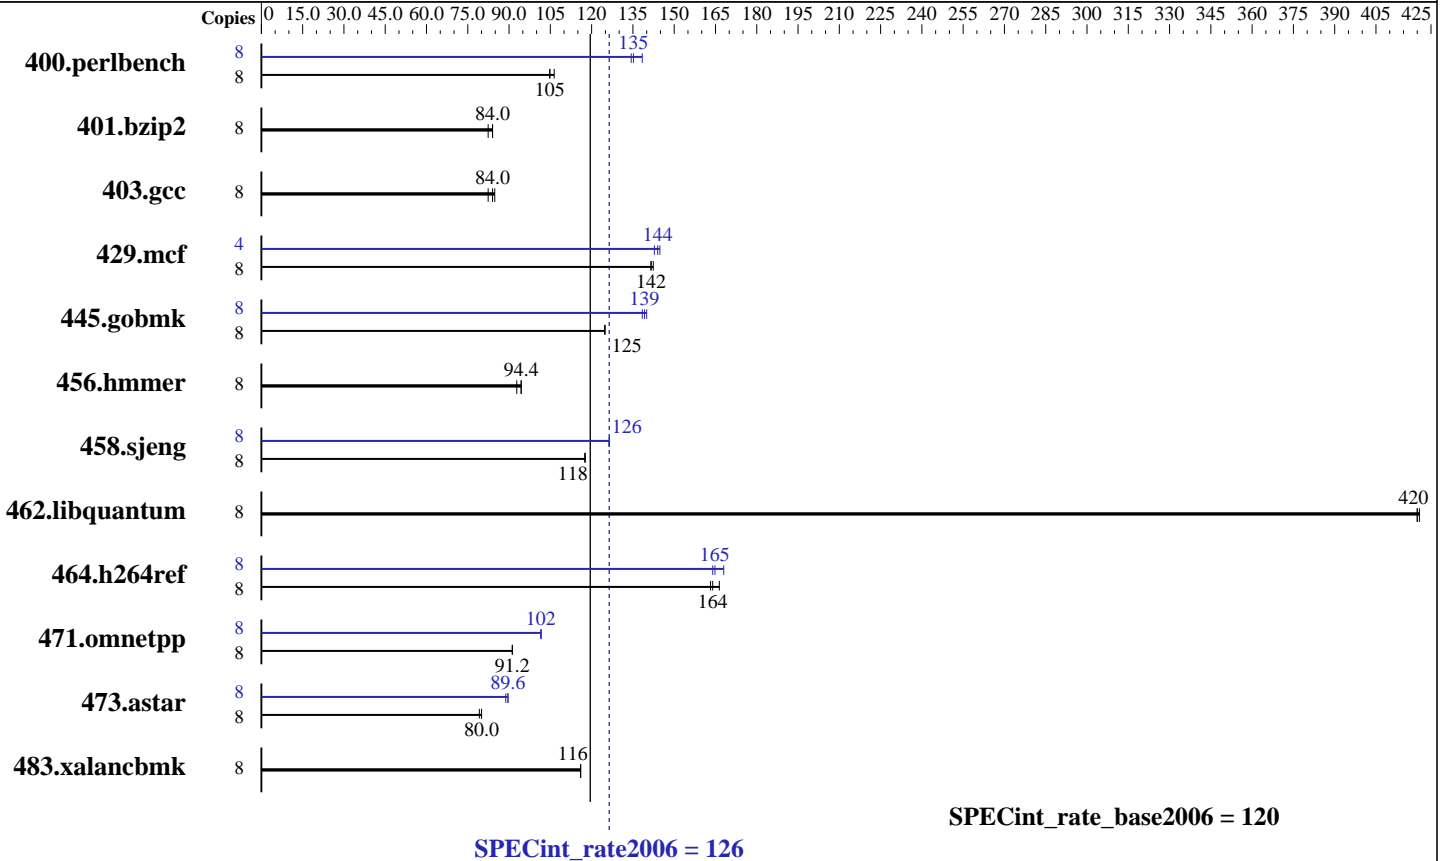 Copies 0 15.0 30.0 45.0 60.0 75.0 90.0 105 120 135 150 165 180 195 210 225 240 255 270 285 300 315 330 345 360 375 390 405 425
400.perlbench 8 135
8 105
401.bzip2 8 84.0
403.gcc 8 84.0
429.mcf 4 144
8 142
445.gobmk 8 139
8 125
456.hmmer 8 94.4
458.sjeng 8 126
8 118
462.libquantum 8 420
464.h264ref 8 165
8 164
471.omnetpp 8 102
8 91.2
473.astar 8 89.6
8 80.0
483.xalancbmk 8 116
SPECint_rate_base2006 = 120
SPECint_rate2006 = 126